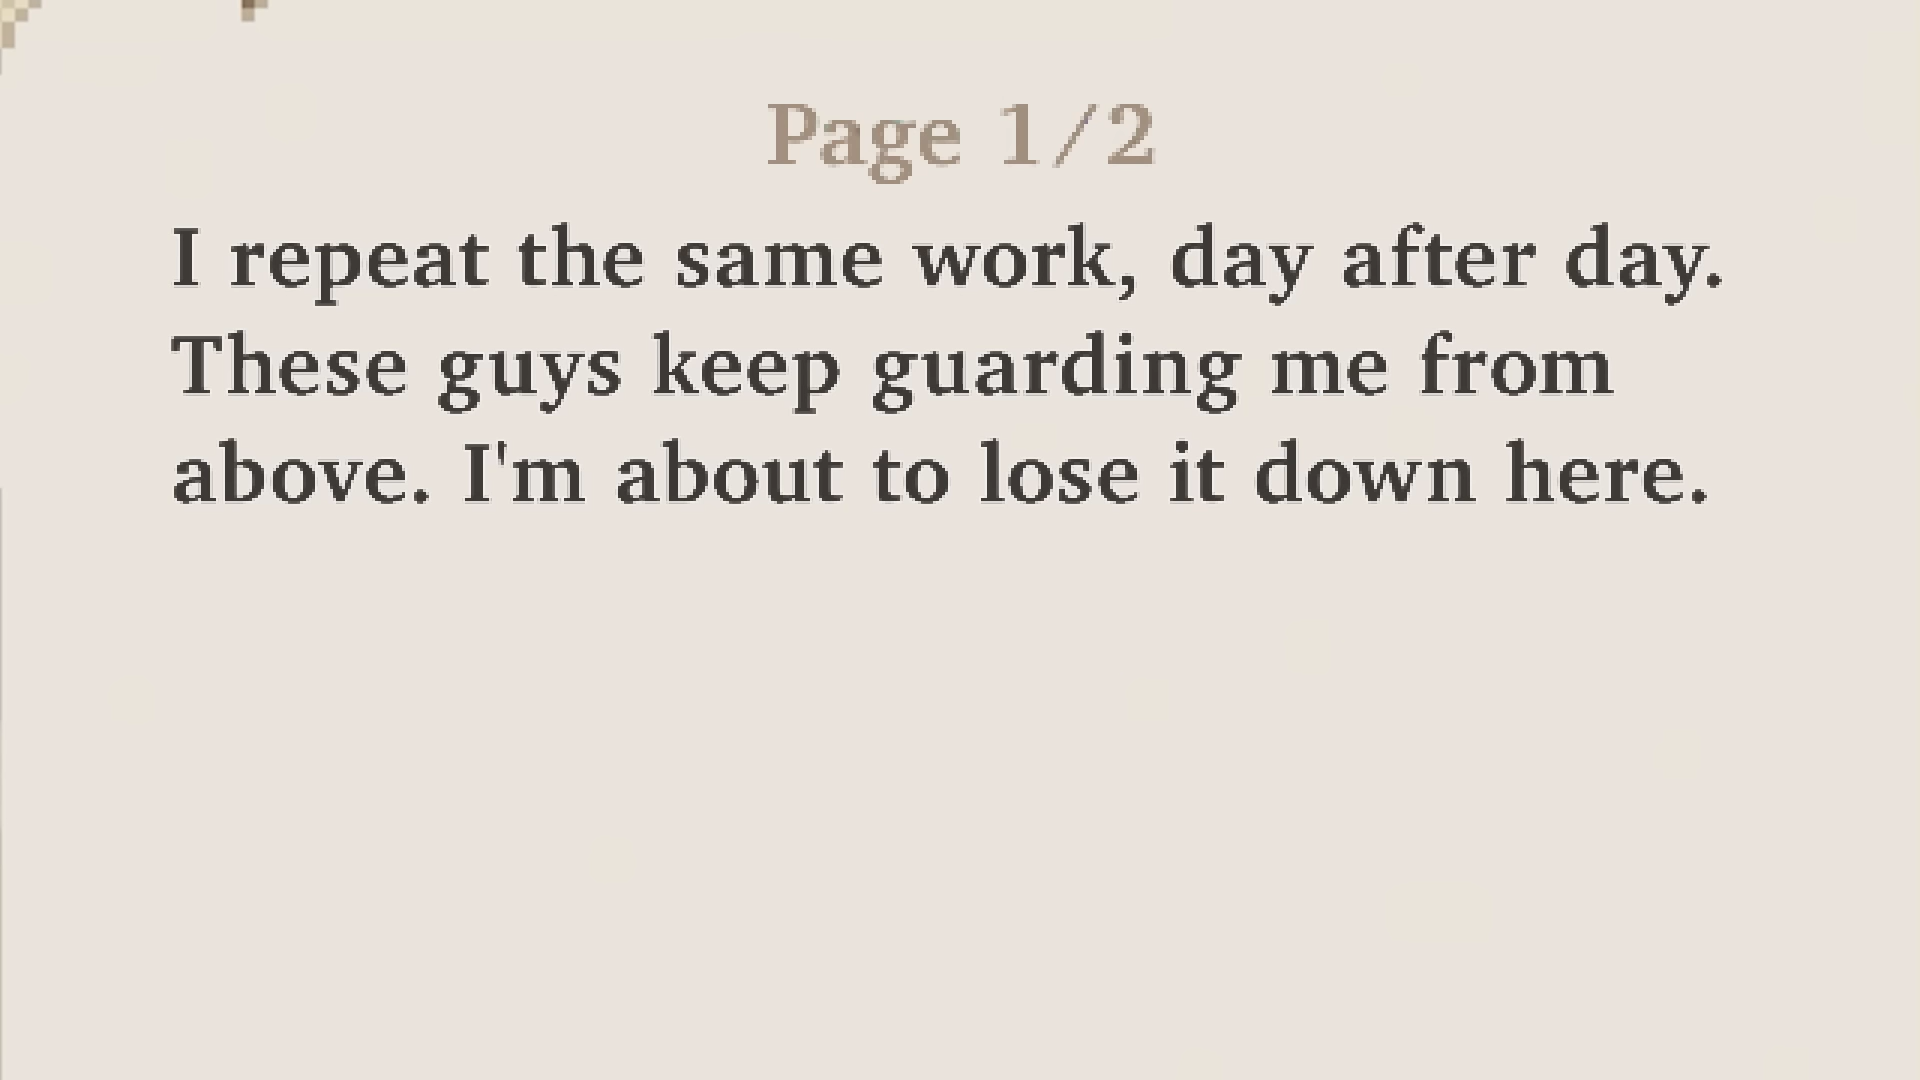 Page 1/2
I repeat the same work, day after day.
These guys keep guarding me from
above. I'm about to lose it down here.